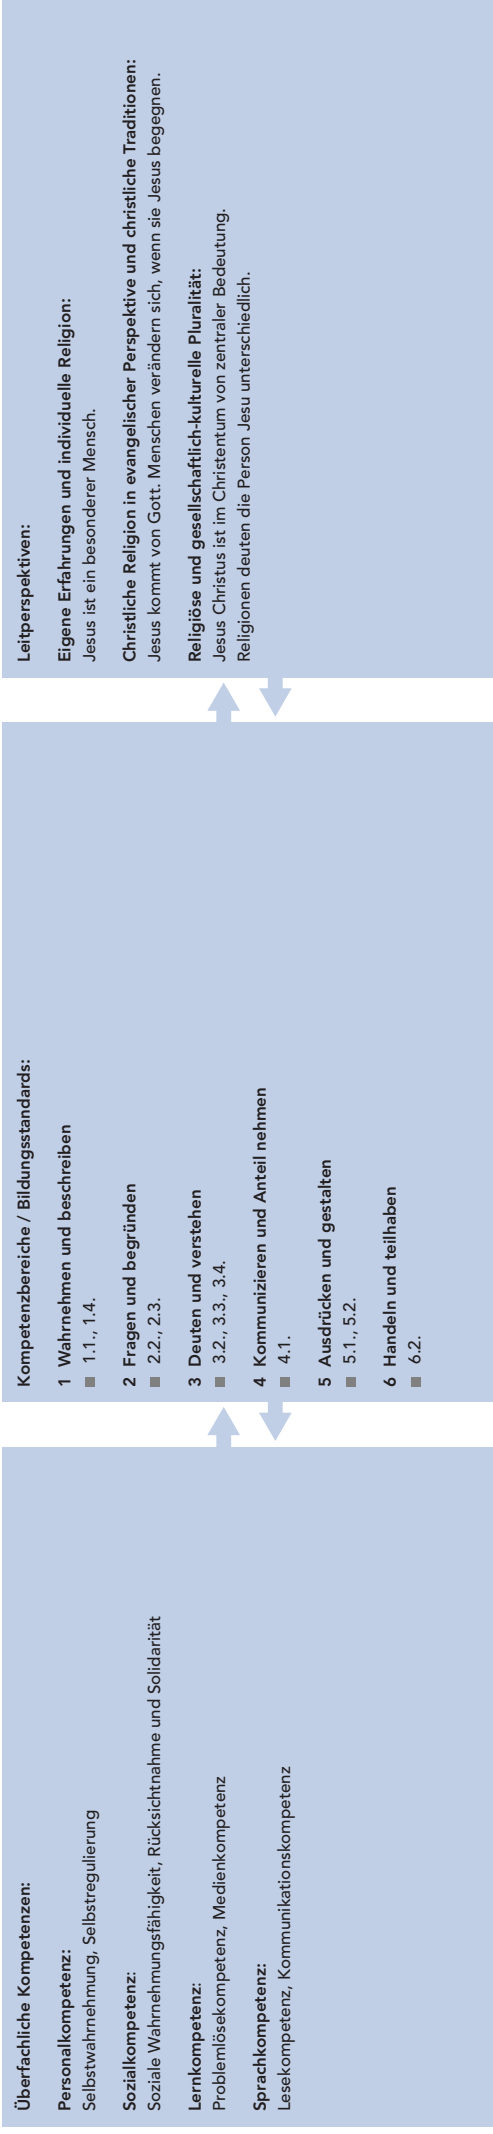 Überfachliche Kompetenzen:
Personalkompetenz:
Selbstwahrnehmung, Selbstregulierung
Sozialkompetenz:
Soziale Wahrnehmungsfähigkeit, Rücksichtnahme und Solidarität
Lernkompetenz:
Problemlösekompetenz, Medienkompetenz
Sprachkompetenz:
Lesekompetenz, Kommunikationskompetenz
Kompetenzbereiche / Bildungsstandards:
1 Wahrnehmen und beschreiben
■ 1.1., 1.4.
2 Fragen und begründen
■ 2.2., 2.3.
3 Deuten und verstehen
■ 3.2., 3.3., 3.4.
4 Kommunizieren und Anteil nehmen
■ 4.1.
5 Ausdrücken und gestalten
■ 5.1., 5.2.
6 Handeln und teilhaben
■ 6.2.
Leitperspektiven:
Eigene Erfahrungen und individuelle Religion:
Jesus ist ein besonderer Mensch.
Christliche Religion in evangelischer Perspektive und christliche Traditionen:
Jesus kommt von Gott. Menschen verändern sich, wenn sie Jesus begegnen.
Religiöse und gesellschaftlich-kulturelle Pluralität:
Jesus Christus ist im Christentum von zentraler Bedeutung.
Religionen deuten die Person Jesu unterschiedlich.